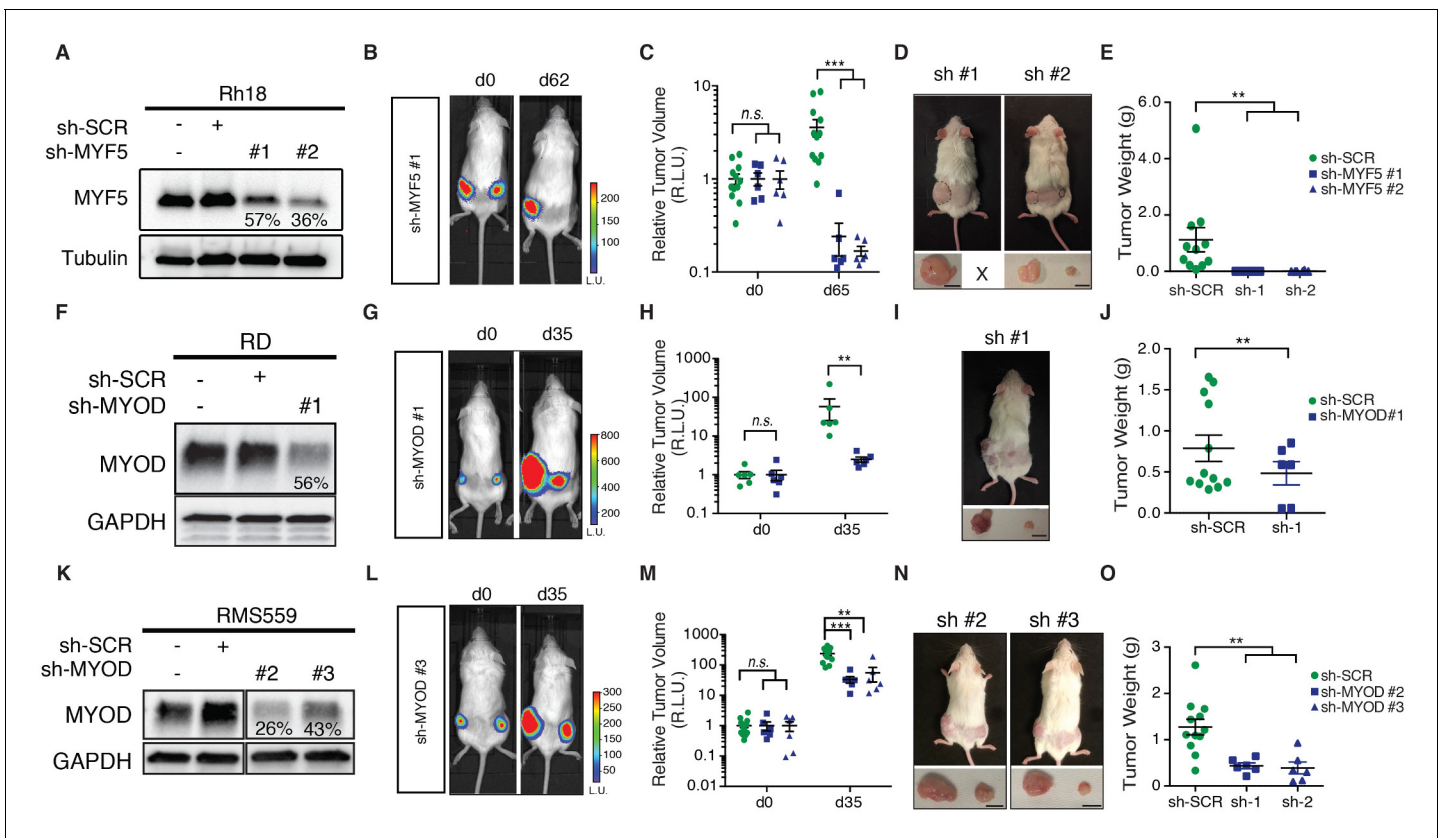 A
Rh18
sh-SCR - +
sh-MYF5 - #1 #2
MYF5
57% 36%
Tubulin
B
d0 d62
sh-MYF5 #1
200
100
L.U.
C
Relative Tumor Volume
(R.L.U.)
10
1
0.1
n.s.
***
d0 d65
D
sh #1 sh #2
X
E
Tumor Weight (g)
6.0
4.0
2.0
0.0
**
sh-SCR sh-1 sh-2
sh-SCR
sh-MYF5 #1
sh-MYF5 #2
F
RD
sh-SCR - +
sh-MYOD - #1
MYOD
56%
GAPDH
G
d0 d35
sh-MYOD #1
800
600
400
200
L.U.
H
Relative Tumor Volume
(R.L.U.)
1000
100
10
1
0.1
n.s.
**
d0 d35
I
sh #1
J
Tumor Weight (g)
2.0
1.5
1.0
0.5
0.0
**
sh-SCR sh-1
sh-SCR
sh-MYOD#1
K
RMS559
sh-SCR - +
sh-MYOD - #2 #3
MYOD
26% 43%
GAPDH
L
d0 d35
sh-MYOD #3
300
250
200
150
100
50
L.U.
M
Relative Tumor Volume
(R.L.U.)
1000
100
10
1
0.1
0.01
n.s.
**
***
d0 d35
N
sh #2 sh #3
O
Tumor Weight (g)
3
2
1
0
**
sh-SCR sh-1 sh-2
sh-SCR
sh-MYOD #2
sh-MYOD #3